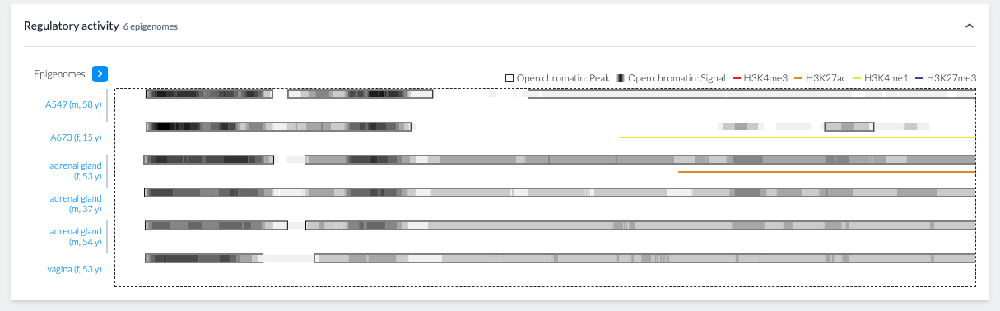 Regulatory activity 6 epigenomes
Epigenomes
Open chromatin: Peak Open chromatin: Signal H3K4me3 H3K27ac H3K4me1 H3K27me3
A549 (m, 58 y)
A673 (f, 15 y)
adrenal gland
(f, 53 y)
adrenal gland
(m, 37 y)
adrenal gland
(m, 54 y)
vagina (f, 53 y)